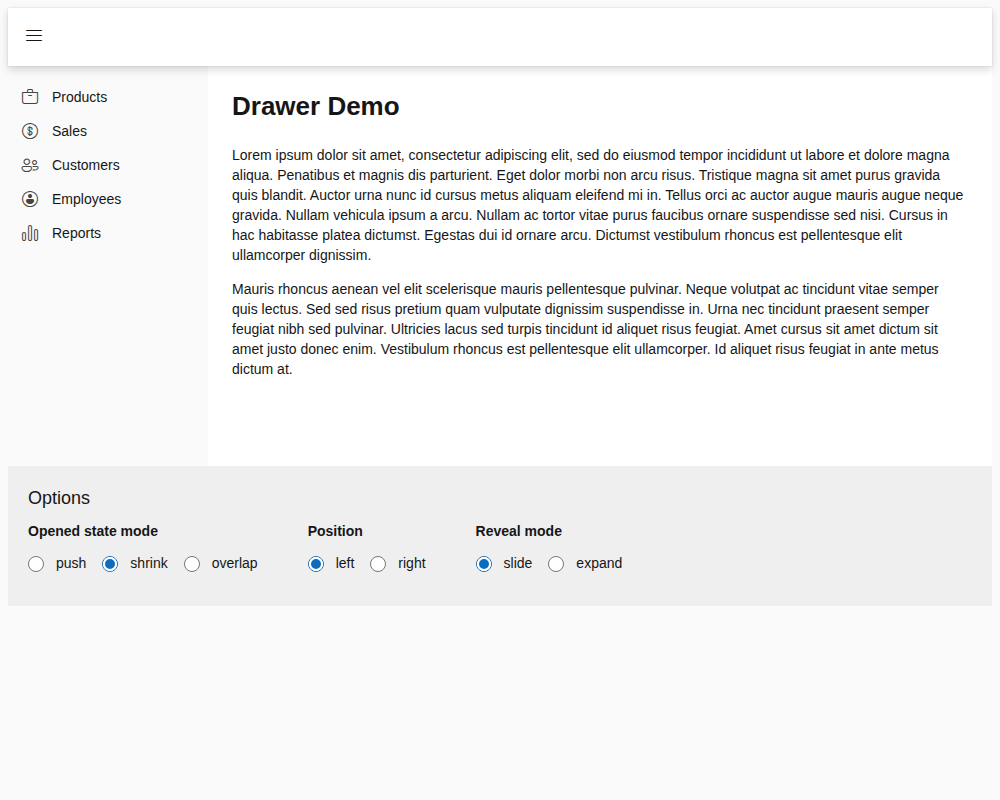 Products
Sales
Customers
Employees
Reports
Drawer Demo
Lorem ipsum dolor sit amet, consectetur adipiscing elit, sed do eiusmod tempor incididunt ut labore et dolore magna
aliqua. Penatibus et magnis dis parturient. Eget dolor morbi non arcu risus. Tristique magna sit amet purus gravida
quis blandit. Auctor urna nunc id cursus metus aliquam eleifend mi in. Tellus orci ac auctor augue mauris augue neque
gravida. Nullam vehicula ipsum a arcu. Nullam ac tortor vitae purus faucibus ornare suspendisse sed nisi. Cursus in
hac habitasse platea dictumst. Egestas dui id ornare arcu. Dictumst vestibulum rhoncus est pellentesque elit
ullamcorper dignissim.
Mauris rhoncus aenean vel elit scelerisque mauris pellentesque pulvinar. Neque volutpat ac tincidunt vitae semper
quis lectus. Sed sed risus pretium quam vulputate dignissim suspendisse in. Urna nec tincidunt praesent semper
feugiat nibh sed pulvinar. Ultricies lacus sed turpis tincidunt id aliquet risus feugiat. Amet cursus sit amet dictum sit
amet justo donec enim. Vestibulum rhoncus est pellentesque elit ullamcorper. Id aliquet risus feugiat in ante metus
dictum at.
Options
Opened state mode
push shrink overlap
Position
left right
Reveal mode
slide expand